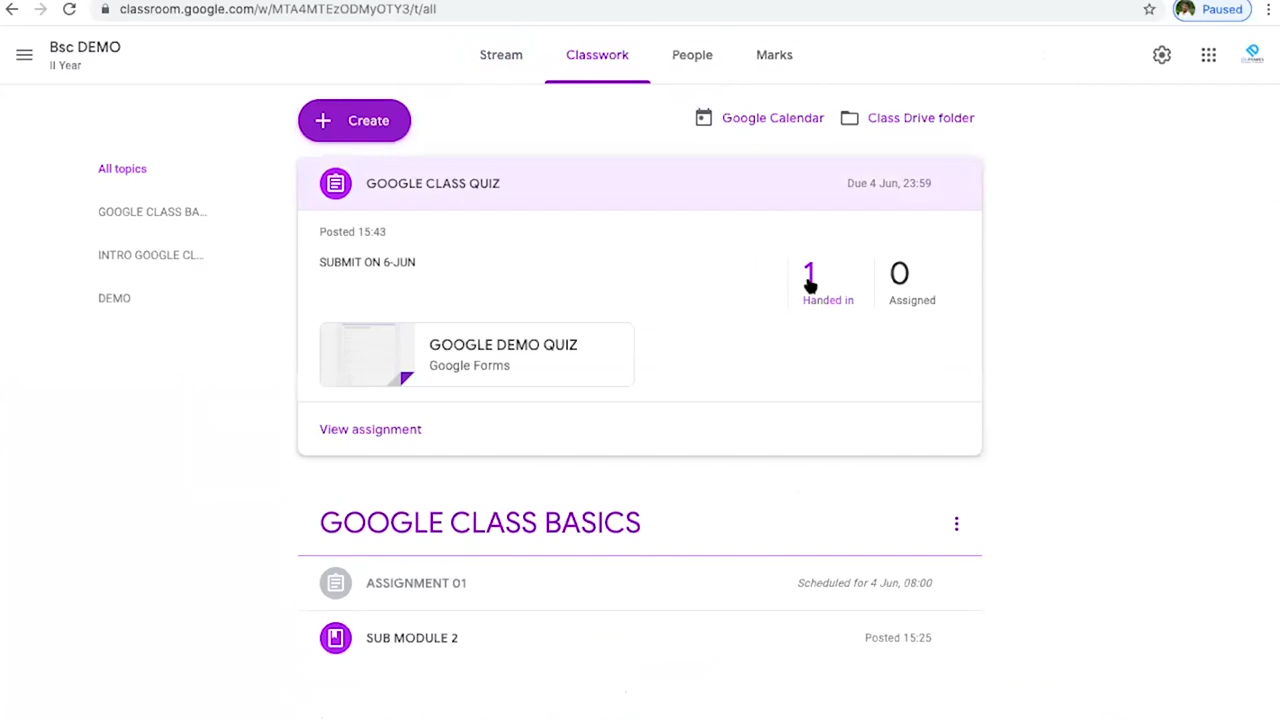 classroom.google.com/w/MTA4MTEzODMyOTY3/t/all
Paused
Bsc DEMO
II Year
Stream
Classwork
People
Marks
+ Create
Google Calendar
Class Drive folder
All topics
GOOGLE CLASS BA...
INTRO GOOGLE CL...
DEMO
GOOGLE CLASS QUIZ
Due 4 Jun, 23:59
Posted 15:43
SUBMIT ON 6-JUN
1
Handed in
0
Assigned
GOOGLE DEMO QUIZ
Google Forms
View assignment
GOOGLE CLASS BASICS
ASSIGNMENT 01
Scheduled for 4 Jun, 08:00
SUB MODULE 2
Posted 15:25